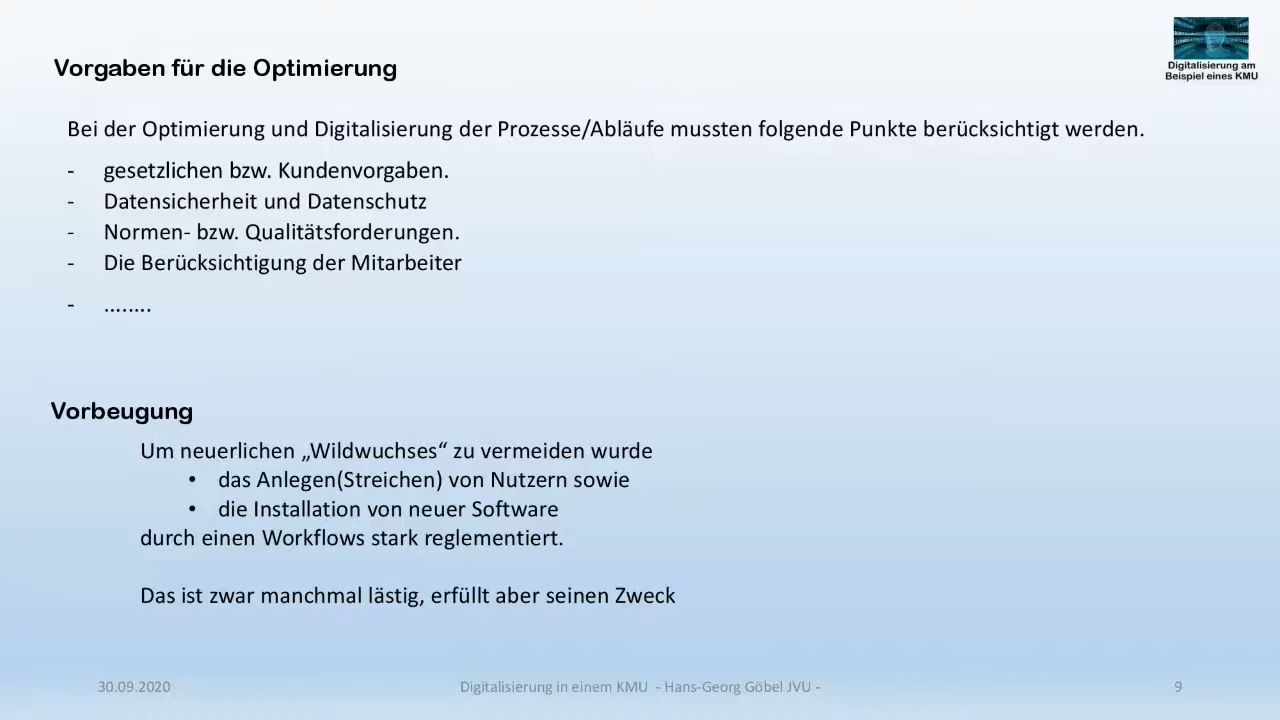 Digitalisierung am
Beispiel eines KMU
Vorgaben für die Optimierung
Bei der Optimierung und Digitalisierung der Prozesse/Abläufe mussten folgende Punkte berücksichtigt werden.
- gesetzlichen bzw. Kundenvorgaben.
- Datensicherheit und Datenschutz
- Normen- bzw. Qualitätsforderungen.
- Die Berücksichtigung der Mitarbeiter
- ........
Vorbeugung
Um neuerlichen „Wildwuchses“ zu vermeiden wurde
• das Anlegen(Streichen) von Nutzern sowie
• die Installation von neuer Software
durch einen Workflows stark reglementiert.
Das ist zwar manchmal lästig, erfüllt aber seinen Zweck
30.09.2020 Digitalisierung in einem KMU - Hans-Georg Göbel JVU - 9